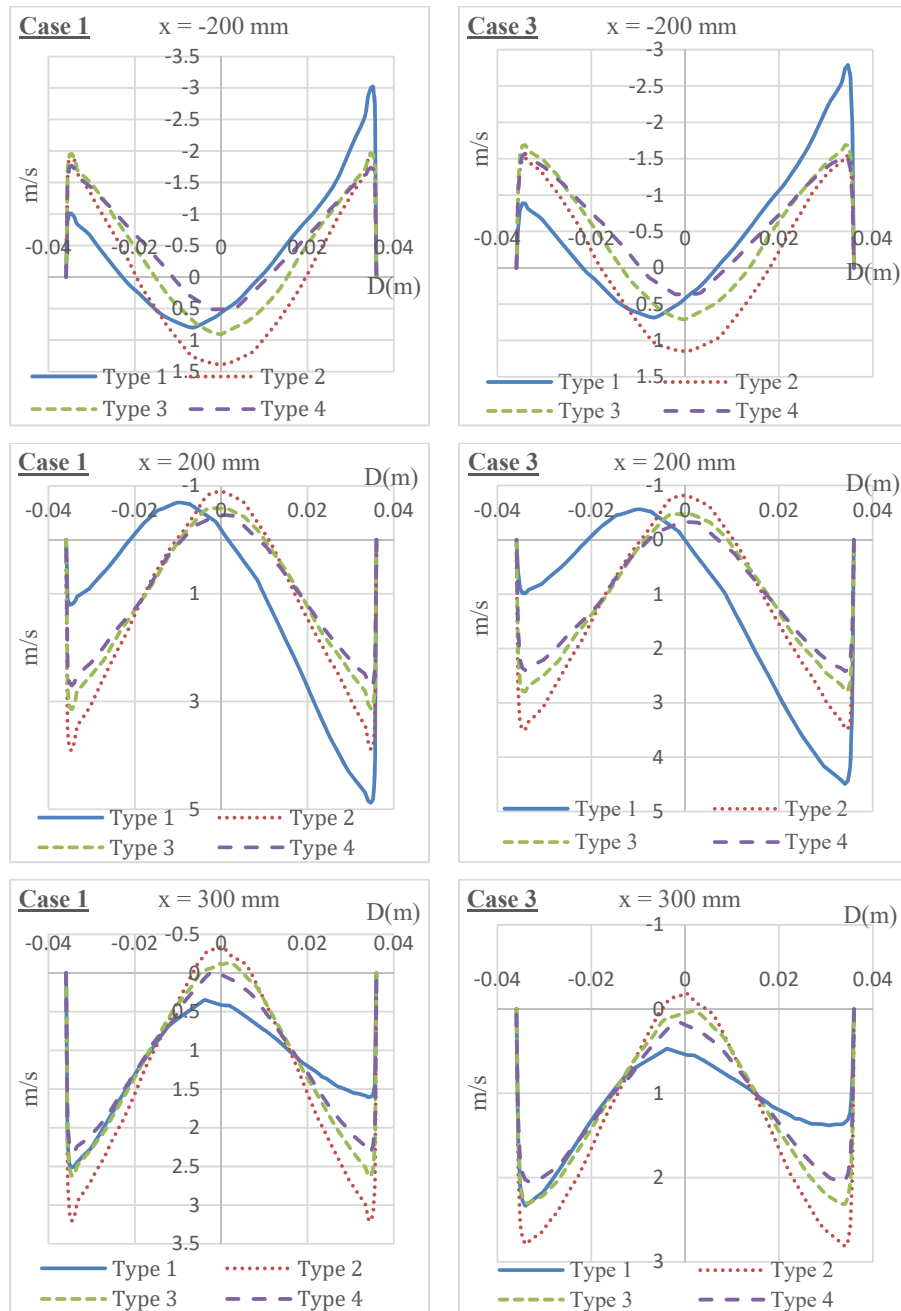 Case 1 x = -200 mm
-3.5
-3
-2.5
-2
-1.5
-1
-0.5
0
0.5
1
1.5
m/s
-0.04 -0.02 0 0.02 0.04
D(m)
Type 1 Type 2
Type 3 Type 4
Case 3 x = -200 mm
-3
-2.5
-2
-1.5
-1
-0.5
0
0.5
1
1.5
m/s
-0.04 -0.02 0 0.02 0.04
D(m)
Type 1 Type 2
Type 3 Type 4
Case 1 x = 200 mm
D(m)
-1
-0.04 -0.02 0 0.02 0.04
1
3
5
m/s
Type 1 Type 2
Type 3 Type 4
Case 3 x = 200 mm
D(m)
-1
-0.04 -0.02 0 0.02 0.04
0
1
2
3
4
5
m/s
Type 1 Type 2
Type 3 Type 4
Case 1 x = 300 mm
D(m)
-0.5
-0.04 -0.02 0 0.02 0.04
0
0.5
1
1.5
2
2.5
3
3.5
m/s
Type 1 Type 2
Type 3 Type 4
Case 3 x = 300 mm
D(m)
-1
-0.04 -0.02 0 0.02 0.04
0
1
2
3
m/s
Type 1 Type 2
Type 3 Type 4